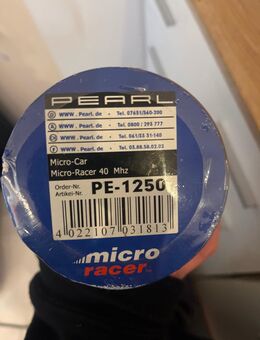 PEARL
WWW. Pearl. de Tel. 07631/360-200
WWW. Pearl. de Tel. 0800 / 393 777
WWW. Pearl. de Tel. 061/83 31-140
WWW. Pearl. de Tel. 03.88.58.02.02
Micro-Car
Micro-Racer 40 Mhz
Order-Nr.
Artikel-Nr. PE-1250
4 022107 031813
micro
racer